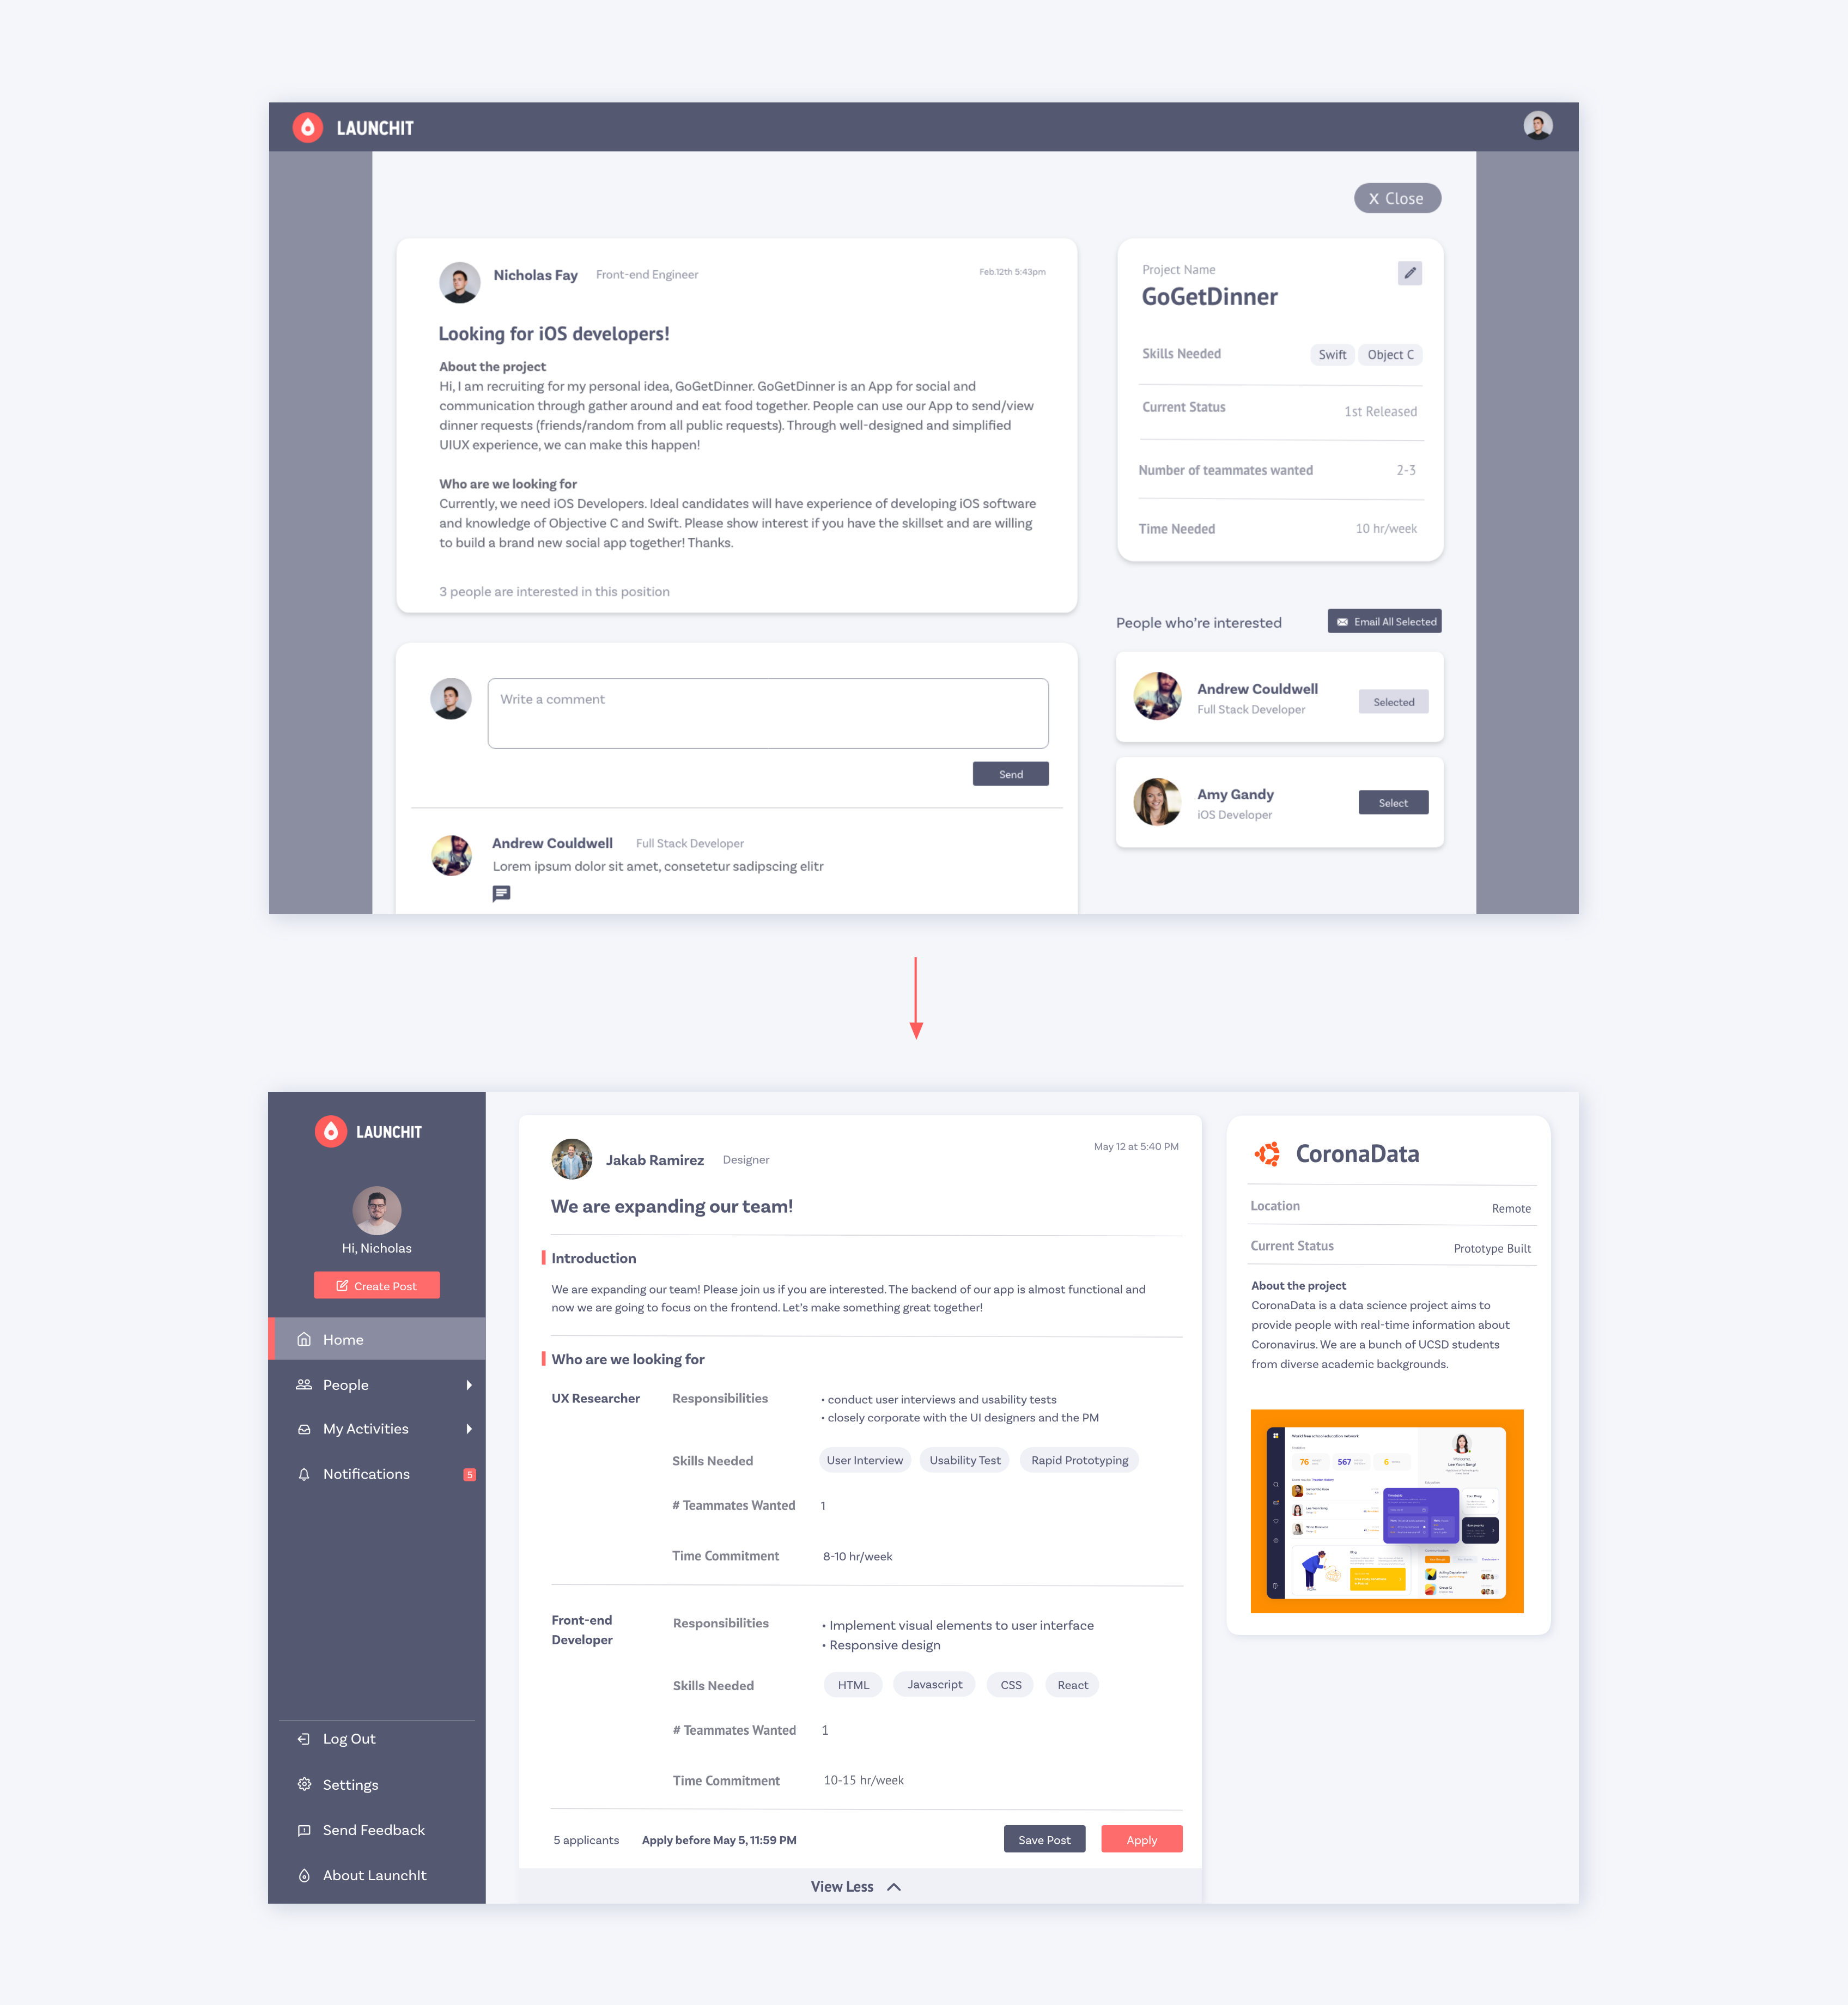 LAUNCHIT
X Close
Nicholas Fay Front-end Engineer Feb.12th 5:43pm
Looking for iOS developers!
About the project
Hi, I am recruiting for my personal idea, GoGetDinner. GoGetDinner is an App for social and
communication through gather around and eat food together. People can use our App to send/view
dinner requests (friends/random from all public requests). Through well-designed and simplified
UIUX experience, we can make this happen!
Who are we looking for
Currently, we need iOS Developers. Ideal candidates will have experience of developing iOS software
and knowledge of Objective C and Swift. Please show interest if you have the skillset and are willing
to build a brand new social app together! Thanks.
3 people are interested in this position
Write a comment
Send
Andrew Couldwell Full Stack Developer
Lorem ipsum dolor sit amet, consetetur sadipscing elitr
Project Name
GoGetDinner
Skills Needed Swift Object C
Current Status 1st Released
Number of teammates wanted 2-3
Time Needed 10 hr/week
People who're interested Email All Selected
Andrew Couldwell
Full Stack Developer
Selected
Amy Gandy
iOS Developer
Select
LAUNCHIT
Hi, Nicholas
Create Post
Home
People
My Activities
Notifications 5
Log Out
Settings
Send Feedback
About LaunchIt
Jakab Ramirez Designer May 12 at 5:40 PM
We are expanding our team!
Introduction
We are expanding our team! Please join us if you are interested. The backend of our app is almost functional and
now we are going to focus on the frontend. Let's make something great together!
Who are we looking for
UX Researcher Responsibilities • conduct user interviews and usability tests
• closely corporate with the UI designers and the PM
Skills Needed User Interview Usability Test Rapid Prototyping
# Teammates Wanted 1
Time Commitment 8-10 hr/week
Front-end
Developer
Responsibilities • Implement visual elements to user interface
• Responsive design
Skills Needed HTML Javascript CSS React
# Teammates Wanted 1
Time Commitment 10-15 hr/week
5 applicants Apply before May 5, 11:59 PM Save Post Apply
View Less
CoronaData
Location Remote
Current Status Prototype Built
About the project
CoronaData is a data science project aims to
provide people with real-time information about
Coronavirus. We are a bunch of UCSD students
from diverse academic backgrounds.
World free school education network
76
567
6
Lee Yoon Song!
Blog